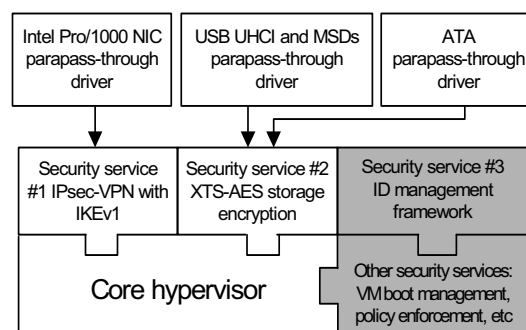 Intel Pro/1000 NIC
parapass-through
driver
USB UHCI and MSDs
parapass-through
driver
ATA
parapass-through
driver
Security service
#1 IPsec-VPN with
IKEv1
Security service #2
XTS-AES storage
encryption
Security service #3
ID management
framework
Core hypervisor
Other security services:
VM boot management,
policy enforcement, etc